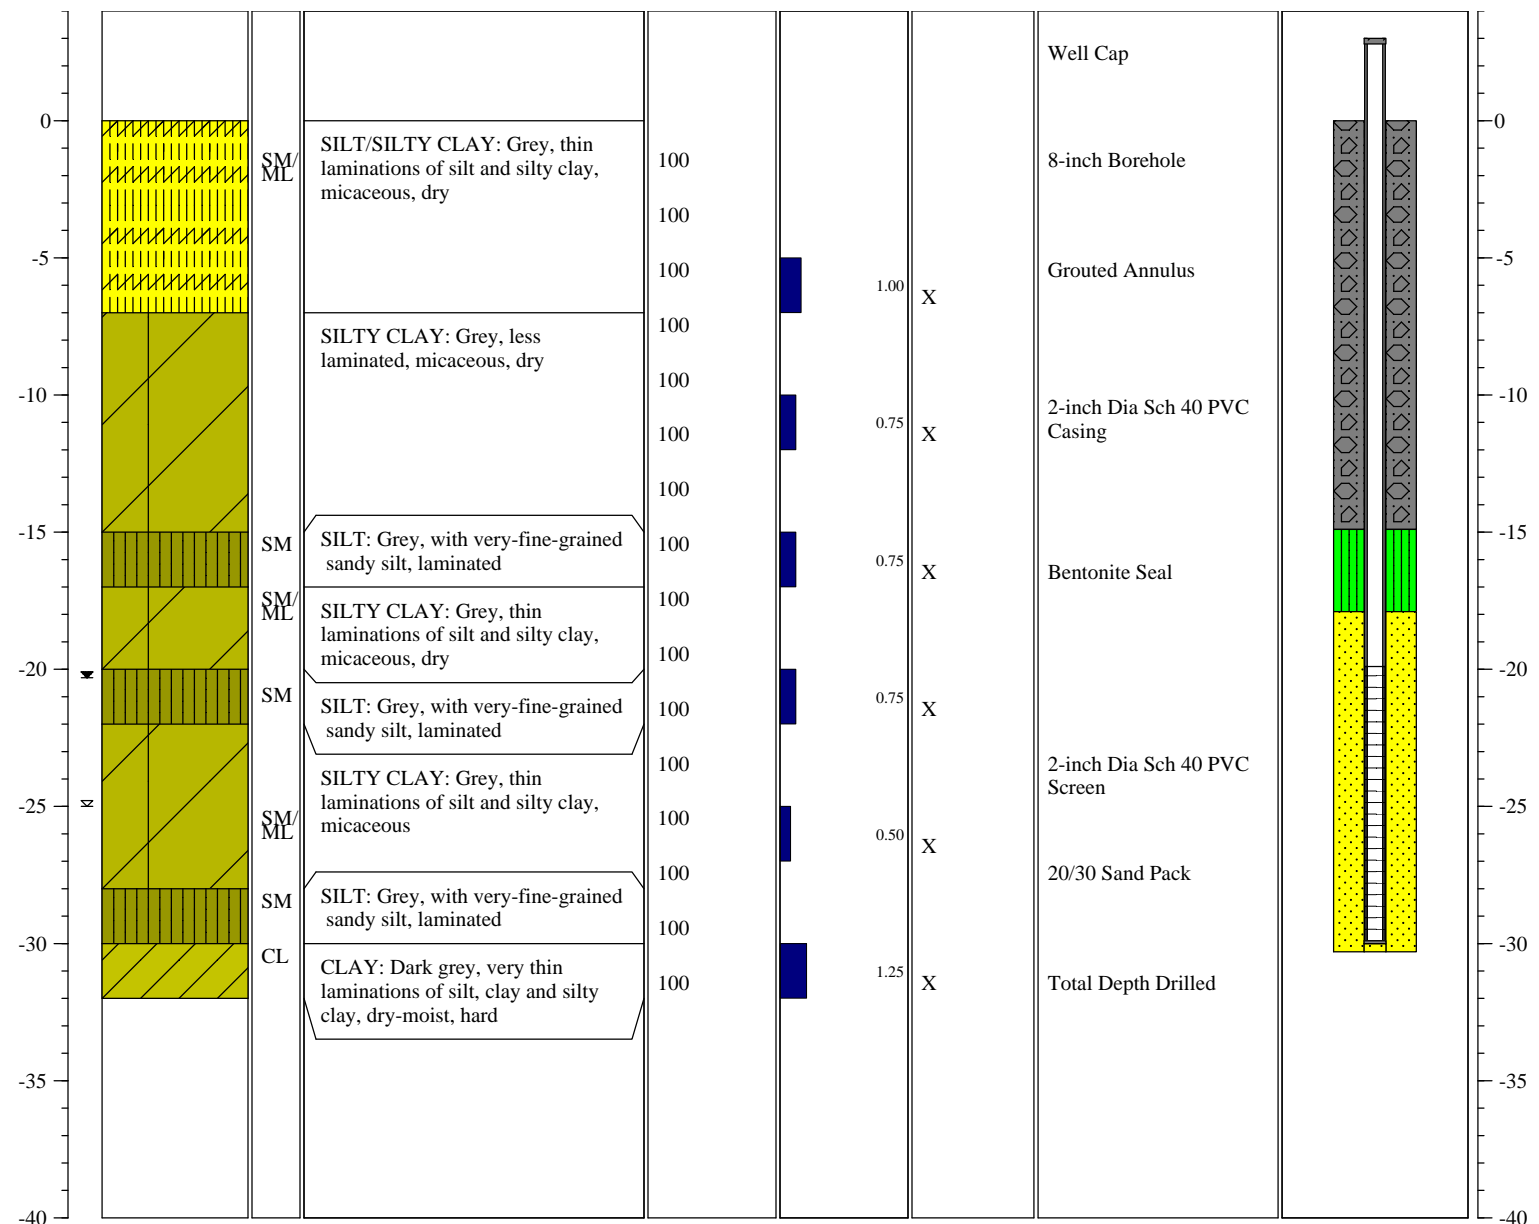 Well Cap
0
0
SM/
ML
SILT/SILTY CLAY: Grey, thin
laminations of silt and silty clay,
micaceous, dry
100
8-inch Borehole
100
-5
100
1.00
X
Grouted Annulus
-5
SILTY CLAY: Grey, less
laminated, micaceous, dry
100
100
-10
100
0.75
X
2-inch Dia Sch 40 PVC
Casing
-10
100
-15
-15
SM
SILT: Grey, with very-fine-grained
sandy silt, laminated
100
0.75
X
Bentonite Seal
SM/
ML
SILTY CLAY: Grey, thin
laminations of silt and silty clay,
micaceous, dry
100
100
-20
-20
SM
SILT: Grey, with very-fine-grained
sandy silt, laminated
100
0.75
X
SILTY CLAY: Grey, thin
laminations of silt and silty clay,
micaceous
100
2-inch Dia Sch 40 PVC
Screen
-25
-25
SM/
ML
100
0.50
X
100
20/30 Sand Pack
SM
SILT: Grey, with very-fine-grained
sandy silt, laminated
100
-30
-30
CL
CLAY: Dark grey, very thin
laminations of silt, clay and silty
clay, dry-moist, hard
100
1.25
X
Total Depth Drilled
-35
-35
-40
-40